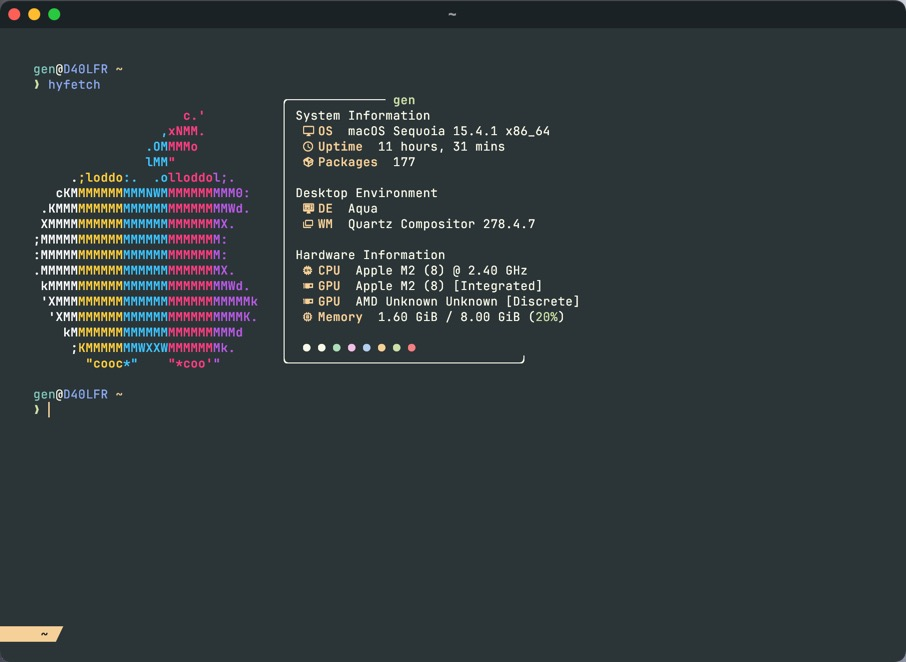 ~
gen@D40LFR ~
❯ hyfetch
                    c.'
                 ,xNMM.
               .OMMMMo
               lMM"
     .;loddo:.  .olloddol;.
   cKMMMMMMMMMMNWMMMMMMMMMM0:
 .KMMMMMMMMMMMMMMMMMMMMMMMWd.
 XMMMMMMMMMMMMMMMMMMMMMMMX.
;MMMMMMMMMMMMMMMMMMMMMMMM:
:MMMMMMMMMMMMMMMMMMMMMMMM:
.MMMMMMMMMMMMMMMMMMMMMMMMX.
 kMMMMMMMMMMMMMMMMMMMMMMMMWd.
 'XMMMMMMMMMMMMMMMMMMMMMMMMMMk
  'XMMMMMMMMMMMMMMMMMMMMMMMMK.
    kMMMMMMMMMMMMMMMMMMMMMMd
     ;KMMMMMMMWXXWMMMMMMMk.
       "cooc*"    "*coo'"
gen
System Information
OS macOS Sequoia 15.4.1 x86_64
Uptime 11 hours, 31 mins
Packages 177
Desktop Environment
DE Aqua
WM Quartz Compositor 278.4.7
Hardware Information
CPU Apple M2 (8) @ 2.40 GHz
GPU Apple M2 (8) [Integrated]
GPU AMD Unknown Unknown [Discrete]
Memory 1.60 GiB / 8.00 GiB (20%)
gen@D40LFR ~
❯
~